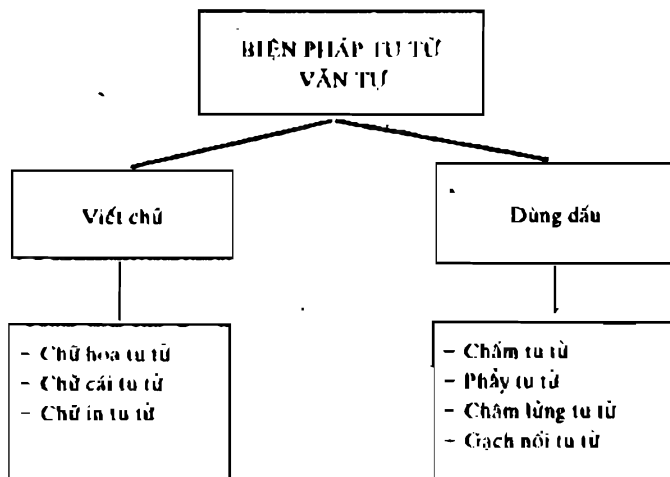 BIỆN PHÁP TU TỪ
VĂN TỰ
Viết chữ
Dùng dấu
- Chữ hoa tu từ
- Chữ cái tu từ
- Chữ in tu từ
- Chấm tu từ
- Phẩy tu từ
- Chấm lửng tu từ
- Gạch nối tu từ